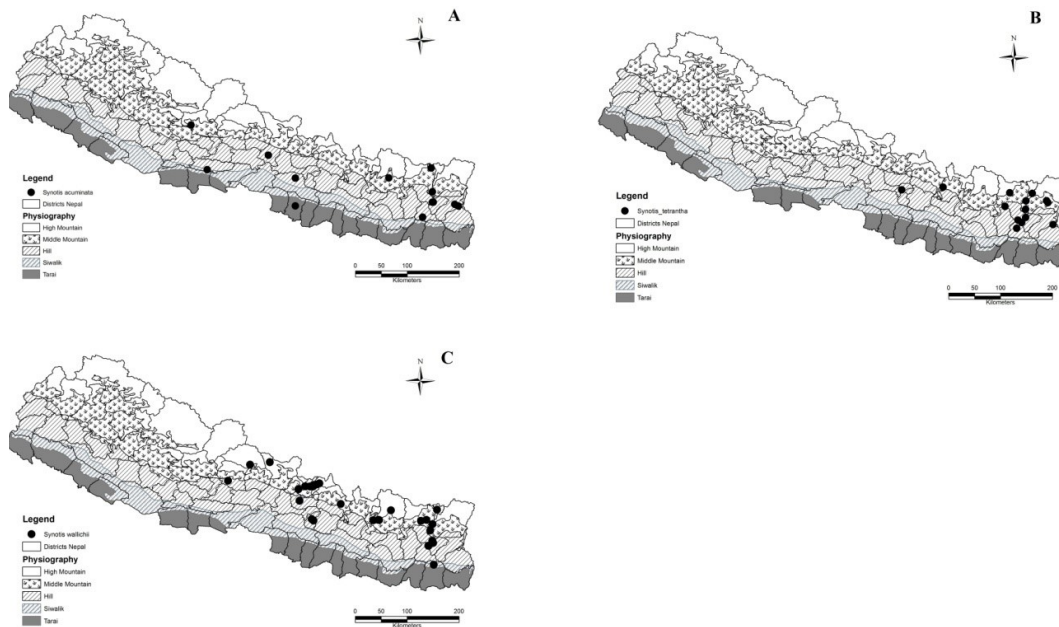 A
N
Legend
Synotis acuminata
Districts Nepal
Physiography
High Mountain
Middle Mountain
Hill
Siwalik
Tarai
0 50 100 200
Kilometers
B
N
Legend
Synotis_tetrantha
Districts Nepal
Physiography
High Mountain
Middle Mountain
Hill
Siwalik
Tarai
0 50 100 200
Kilometers
C
N
Legend
Synotis wallichii
Districts Nepal
Physiography
High Mountain
Middle Mountain
Hill
Siwalik
Tarai
0 50 100 200
Kilometers